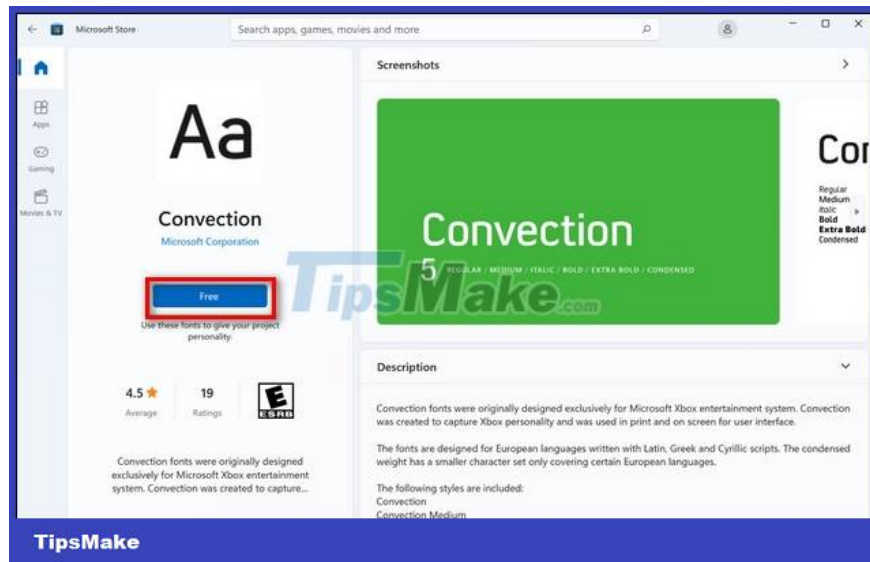 Microsoft Store
Search apps, games, movies and more
Apps
Gaming
Movies & TV
Aa
Convection
Microsoft Corporation
Free
Use these fonts to give your project
personality.
4.5
19
Average
Ratings
E
ESRB
Convection fonts were originally designed
exclusively for Microsoft Xbox entertainment
system. Convection was created to capture...
Screenshots
Convection
5 REGULAR / MEDIUM / ITALIC / BOLD / EXTRA BOLD / CONDENSED
Con
Regular
Medium
Italic
Bold
Extra Bold
Condensed
TipsMake.com
Description
Convection fonts were originally designed exclusively for Microsoft Xbox entertainment system. Convection
was created to capture Xbox personality and was used in print and on screen for user interface.
The fonts are designed for European languages written with Latin, Greek and Cyrillic scripts. The condensed
weight has a smaller character set only covering certain European languages.
The following styles are included:
Convection
Convection Medium
TipsMake